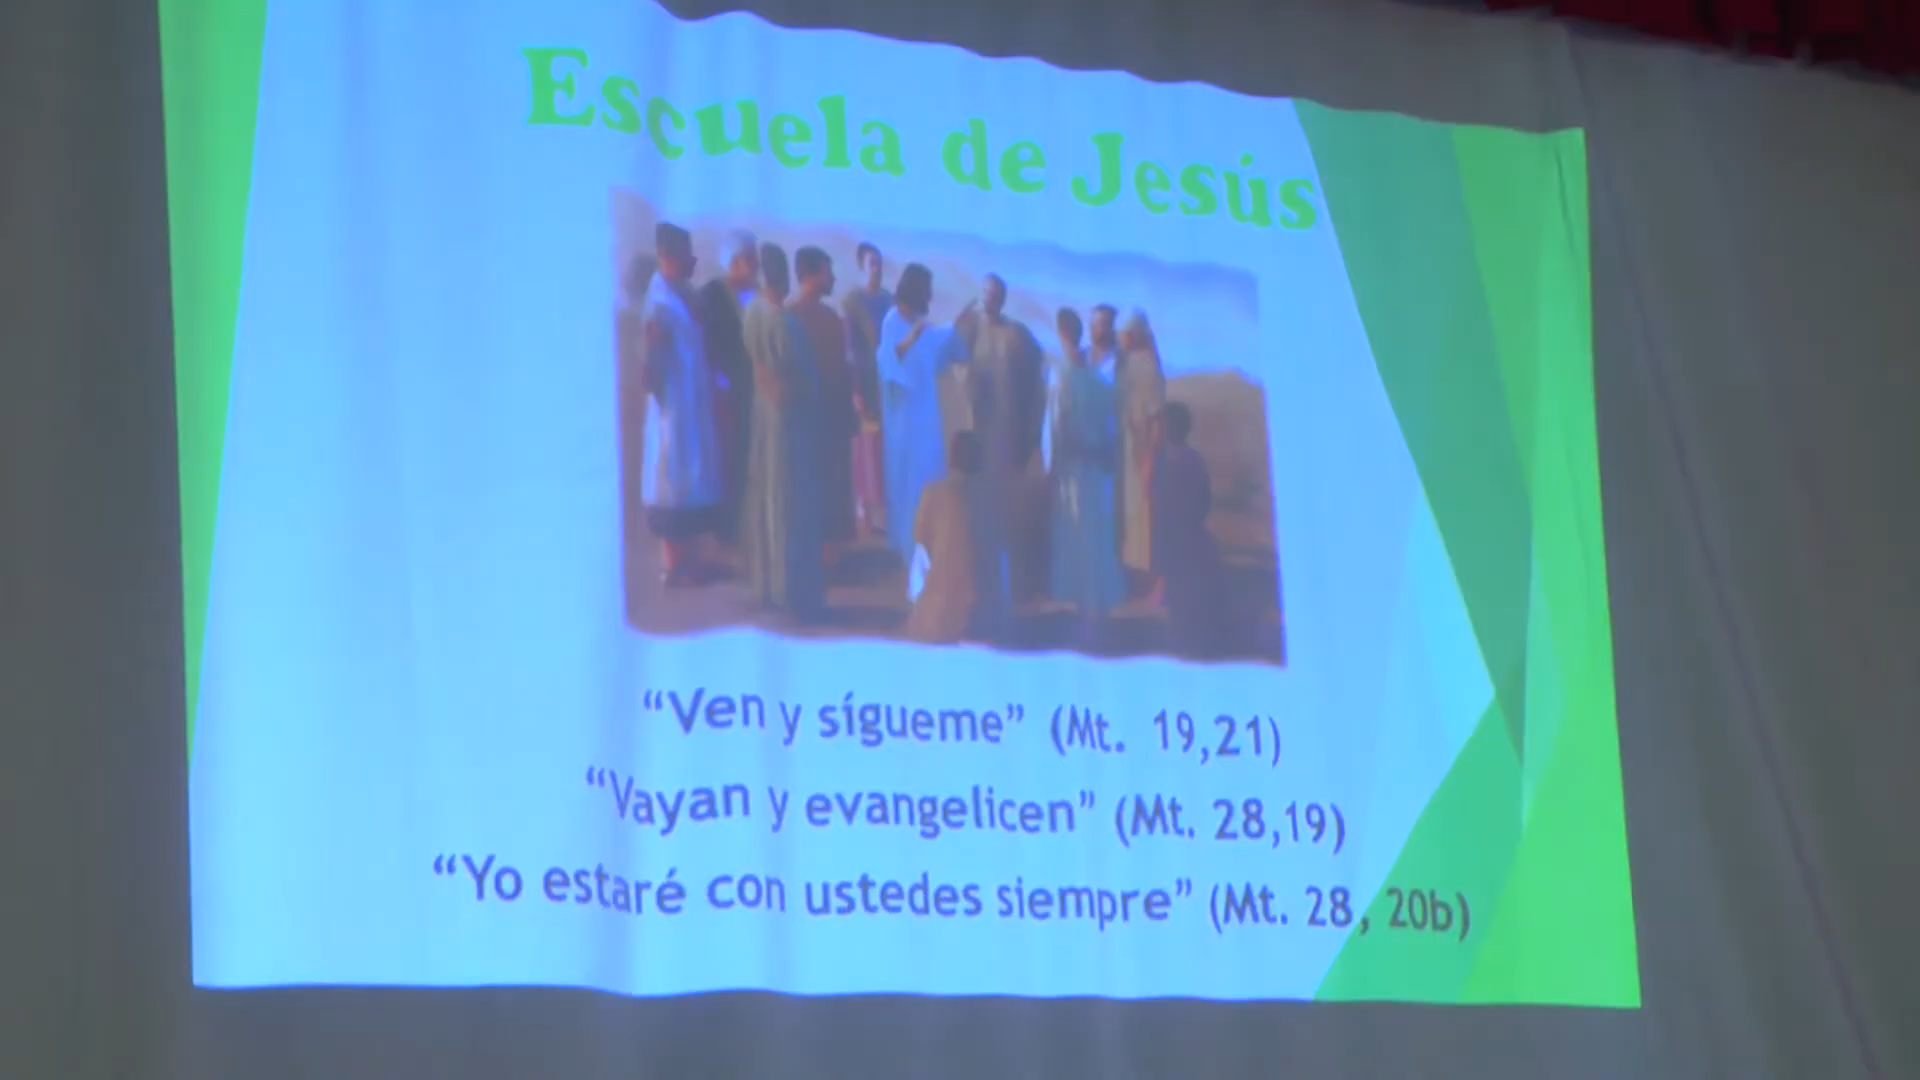 Escuela de Jesús
“Ven y sígueme” (Mt. 19,21)
“Vayan y evangelicen” (Mt. 28,19)
“Yo estaré con ustedes siempre” (Mt. 28, 20b)